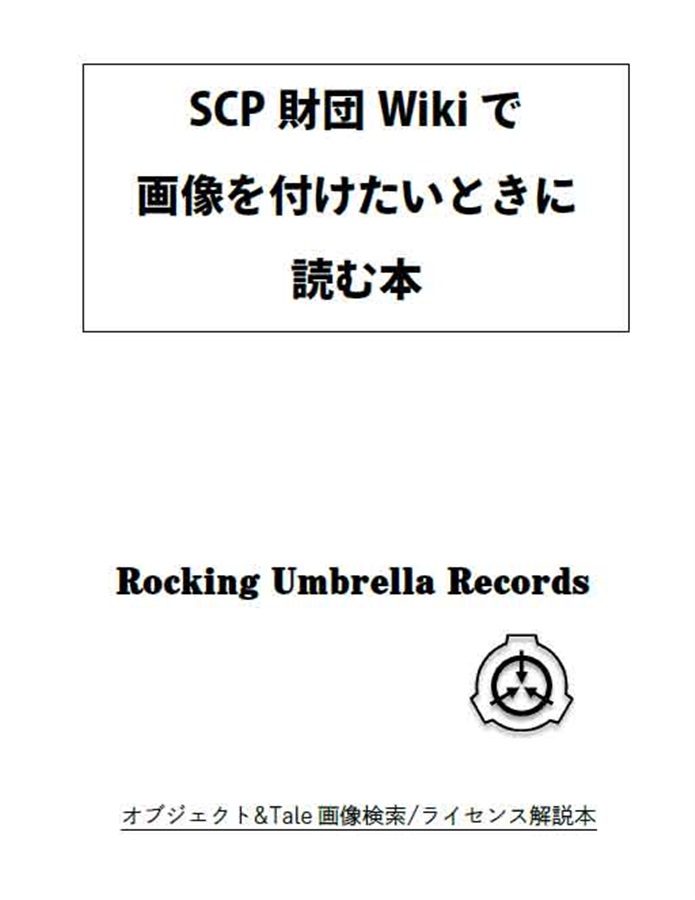 SCP 財団 Wiki で
画像を付けたいときに
読む本
Rocking Umbrella Records
オブジェクト&Tale 画像検索/ライセンス解説本